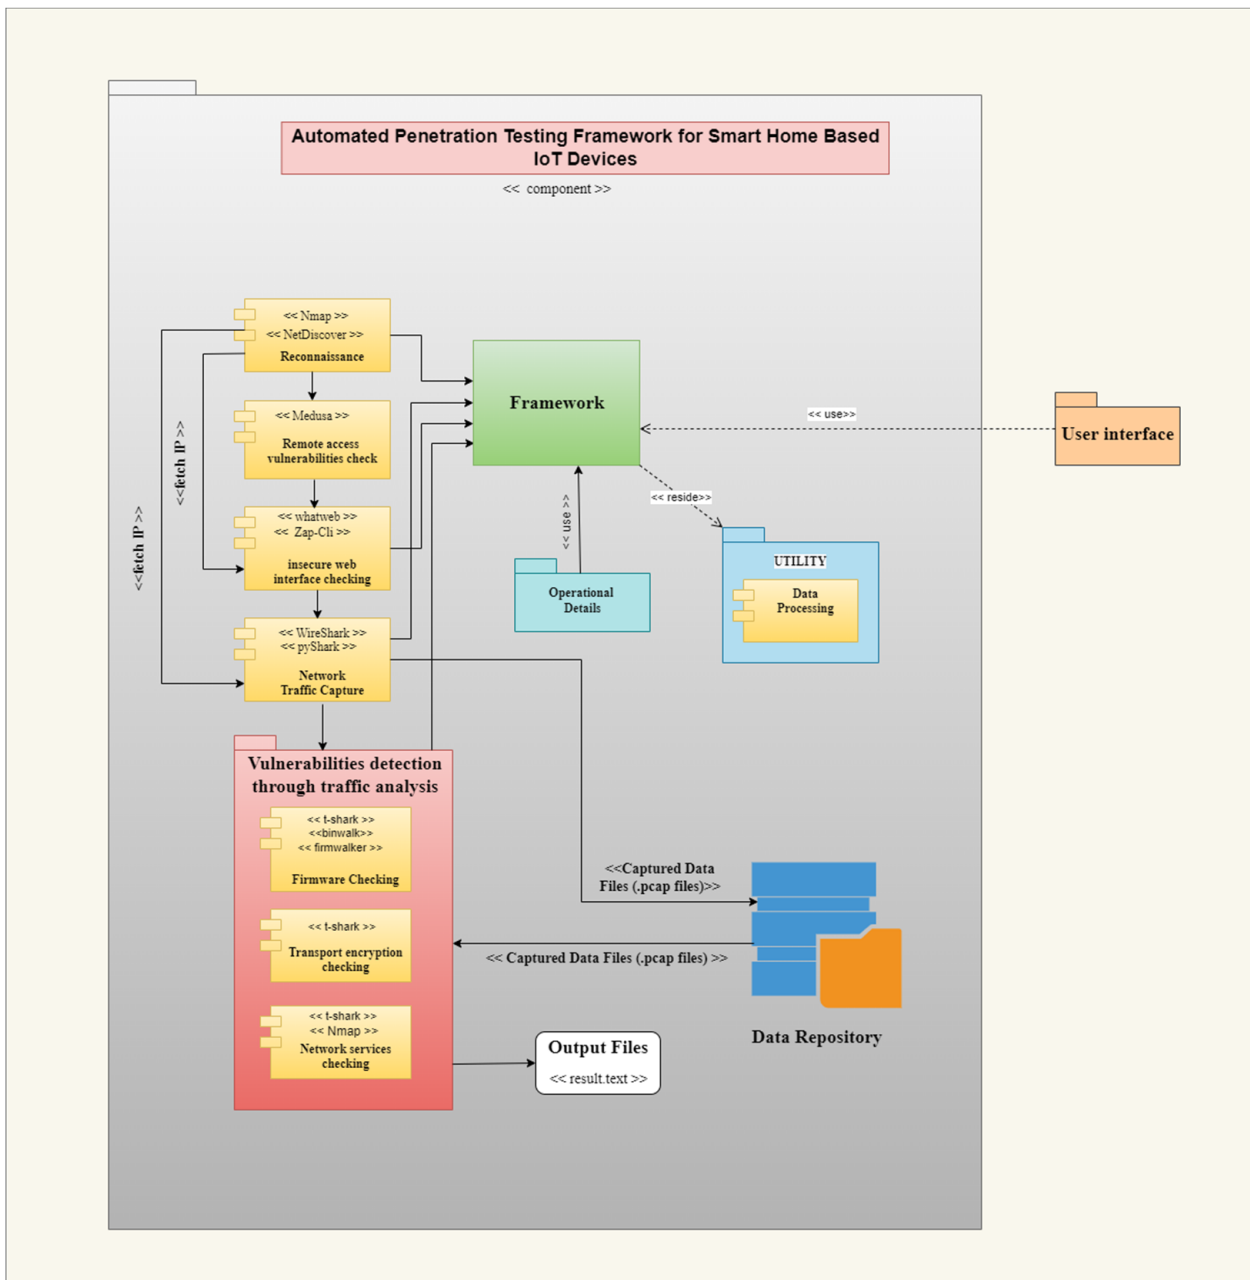 Automated Penetration Testing Framework for Smart Home Based
IoT Devices
<< component >>
<< Nmap >>
<< NetDiscover >>
Reconnaissance
<< Medusa >>
Remote access
vulnerabilities check
<< whatweb >>
<< Zap-Cli >>
insecure web
interface checking
<< WireShark >>
<< pyShark >>
Network
Traffic Capture
<<fetch IP >>
<<fetch IP >>
Framework
<< use>>
User interface
<< reside>>
<< use >>
Operational
Details
UTILITY
Data
Processing
Vulnerabilities detection
through traffic analysis
<< t-shark >>
<<binwalk>>
<< firmwalker >>
Firmware Checking
<< t-shark >>
Transport encryption
checking
<< t-shark >>
<< Nmap >>
Network services
checking
<<Captured Data
Files (.pcap files)>>
<< Captured Data Files (.pcap files) >>
Data Repository
Output Files
<< result.text >>